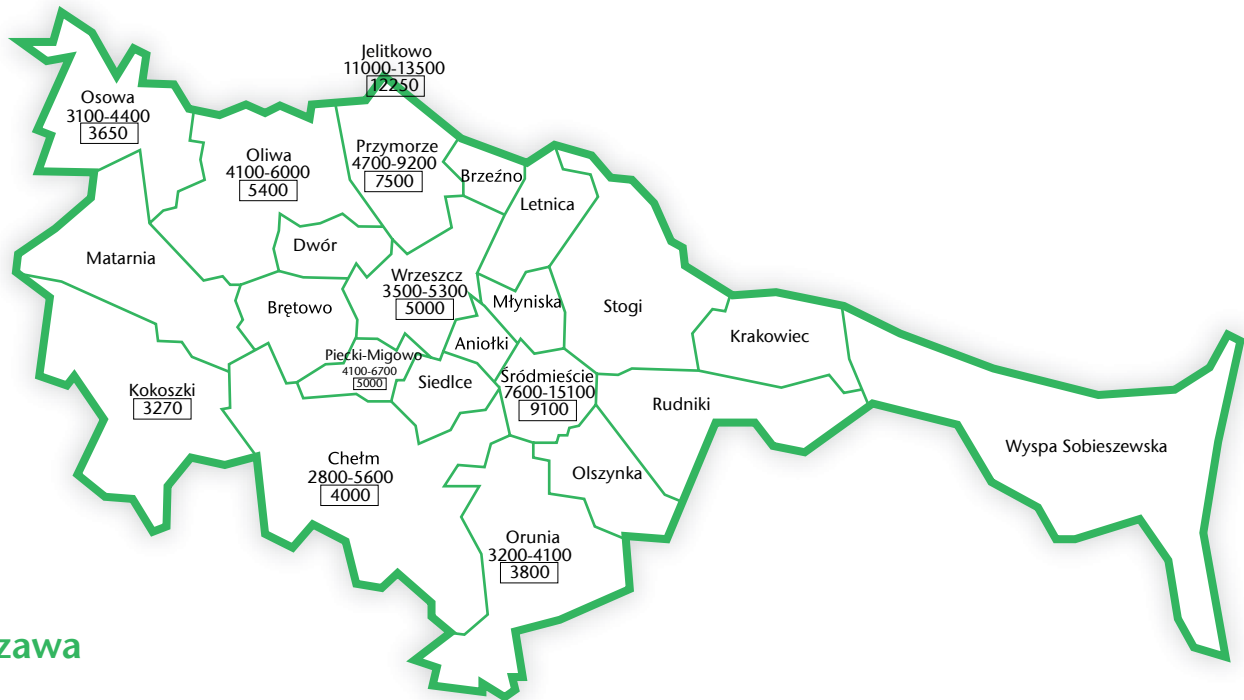 Jelitkowo
11000-13500
12250
Osowa
3100-4400
3650
Oliwa
4100-6000
5400
Przymorze
4700-9200
7500
Brzeźno
Letnica
Dwór
Matarnia
Wrzeszcz
3500-5300
5000
Młyniska
Stogi
Brętowo
Krakowiec
Aniołki
Piecki-Migowo
4100-6700
5000
Siedlce
Śródmieście
7600-15100
9100
Kokoszki
3270
Rudniki
Wyspa Sobieszewska
Chełm
2800-5600
4000
Olszynka
Orunia
3200-4100
3800
zawa